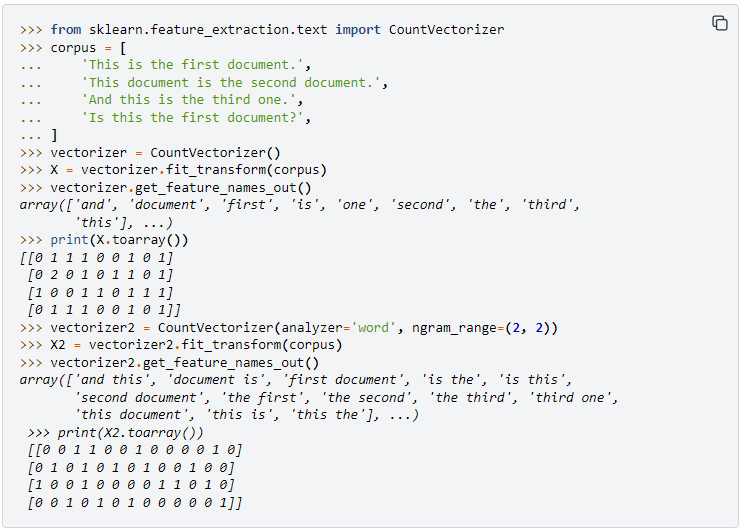 >>> from sklearn.feature_extraction.text import CountVectorizer
>>> corpus = [
...     'This is the first document.',
...     'This document is the second document.',
...     'And this is the third one.',
...     'Is this the first document?',
... ]
>>> vectorizer = CountVectorizer()
>>> X = vectorizer.fit_transform(corpus)
>>> vectorizer.get_feature_names_out()
array(['and', 'document', 'first', 'is', 'one', 'second', 'the', 'third',
       'this'], ...)
>>> print(X.toarray())
[[0 1 1 1 0 0 1 0 1]
 [0 2 0 1 0 1 1 0 1]
 [1 0 0 1 1 0 1 1 1]
 [0 1 1 1 0 0 1 0 1]]
>>> vectorizer2 = CountVectorizer(analyzer='word', ngram_range=(2, 2))
>>> X2 = vectorizer2.fit_transform(corpus)
>>> vectorizer2.get_feature_names_out()
array(['and this', 'document is', 'first document', 'is the', 'is this',
       'second document', 'the first', 'the second', 'the third', 'third one',
       'this document', 'this is', 'this the'], ...)
 >>> print(X2.toarray())
 [[0 0 1 1 0 0 1 0 0 0 0 1 0]
 [0 1 0 1 0 1 0 1 0 0 1 0 0]
 [1 0 0 1 0 0 0 0 1 1 0 1 0]
 [0 0 1 0 1 0 1 0 0 0 0 0 1]]